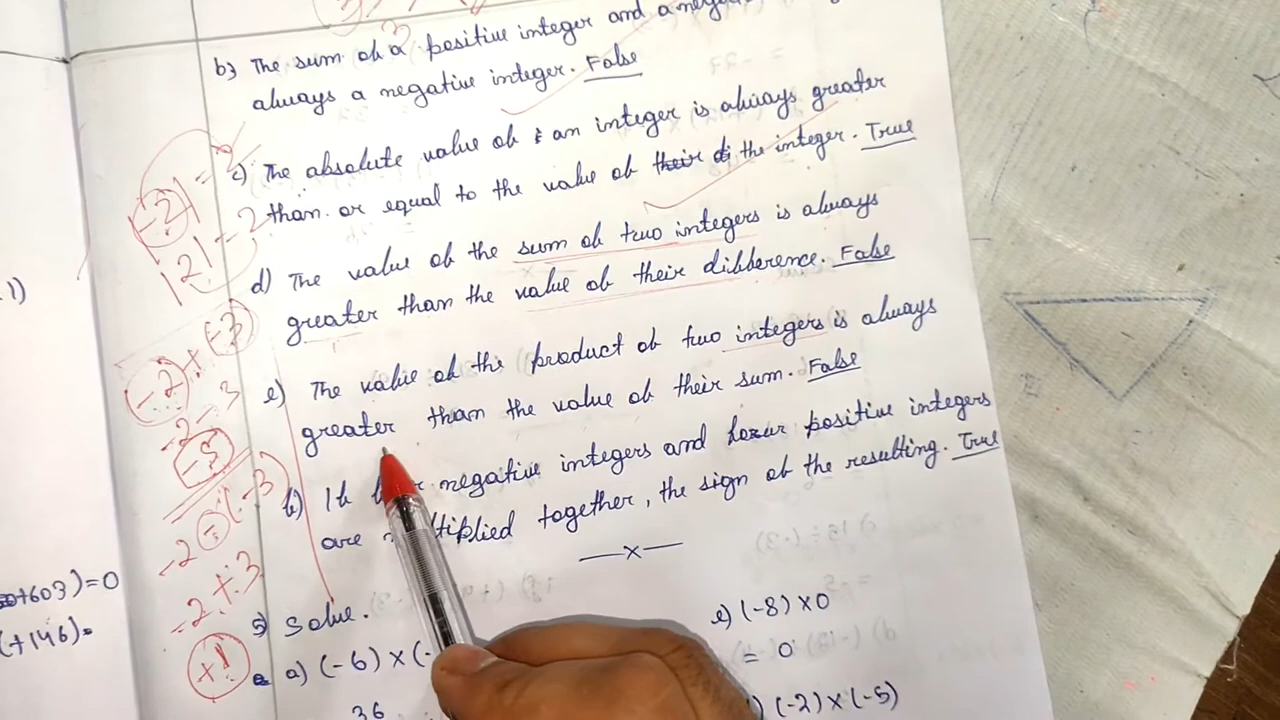 b) The sum of a positive integer and a
always a negative integer. False
c) The absolute value of an integer is always greater
than or equal to the value of their di the integer. True
d) The value of the sum of two integers is always
greater than the value of their difference. False
e) The value of the product of two integers is always
greater than the value of their sum. False
negative integers and four positive integers
are together, the sign of the resulting. True
—x—
5) Solve.
a) (-6) x (-
36
e) (-8) x 0
= 0
(-2) x (-5)
1)
+603) = 0
(+146) =
|-2| = 2
|2| = 2
-2 + (-3)
-2 - 3
-5
-2 - (-3)
-2 + 3
+1